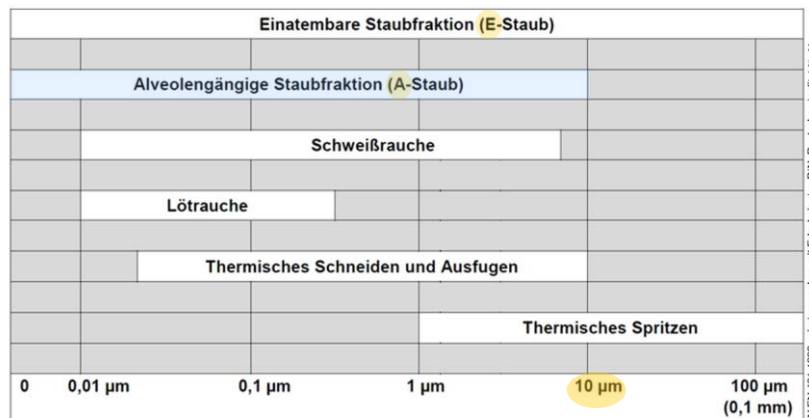 Einatembare Staubfraktion (E-Staub)
Alveolengängige Staubfraktion (A-Staub)
Schweißrauche
Lötrauche
Thermisches Schneiden und Ausfugen
Thermisches Spritzen
0 0,01 µm 0,1 µm 1 µm 10 µm 100 µm
(0,1 mm)